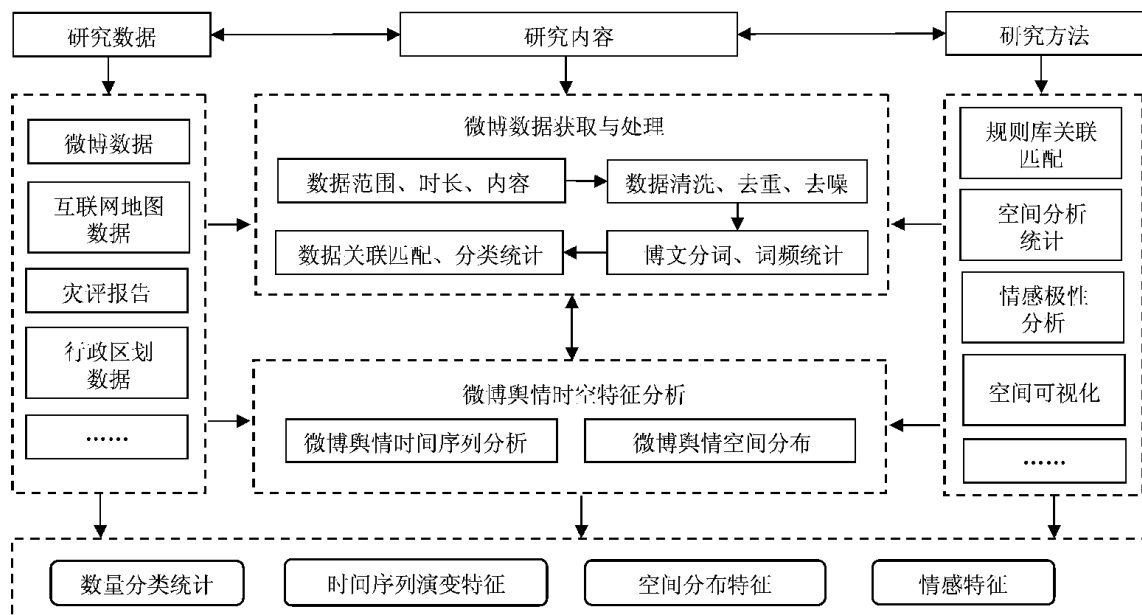 研究数据
研究内容
研究方法
微博数据
互联网地图
数据
灾评报告
行政区划
数据
……
微博数据获取与处理
数据范围、时长、内容
数据清洗、去重、去噪
数据关联匹配、分类统计
博文分词、词频统计
微博舆情时空特征分析
微博舆情时间序列分析
微博舆情空间分布
规则库关联
匹配
空间分析
统计
情感极性
分析
空间可视化
……
数量分类统计
时间序列演变特征
空间分布特征
情感特征